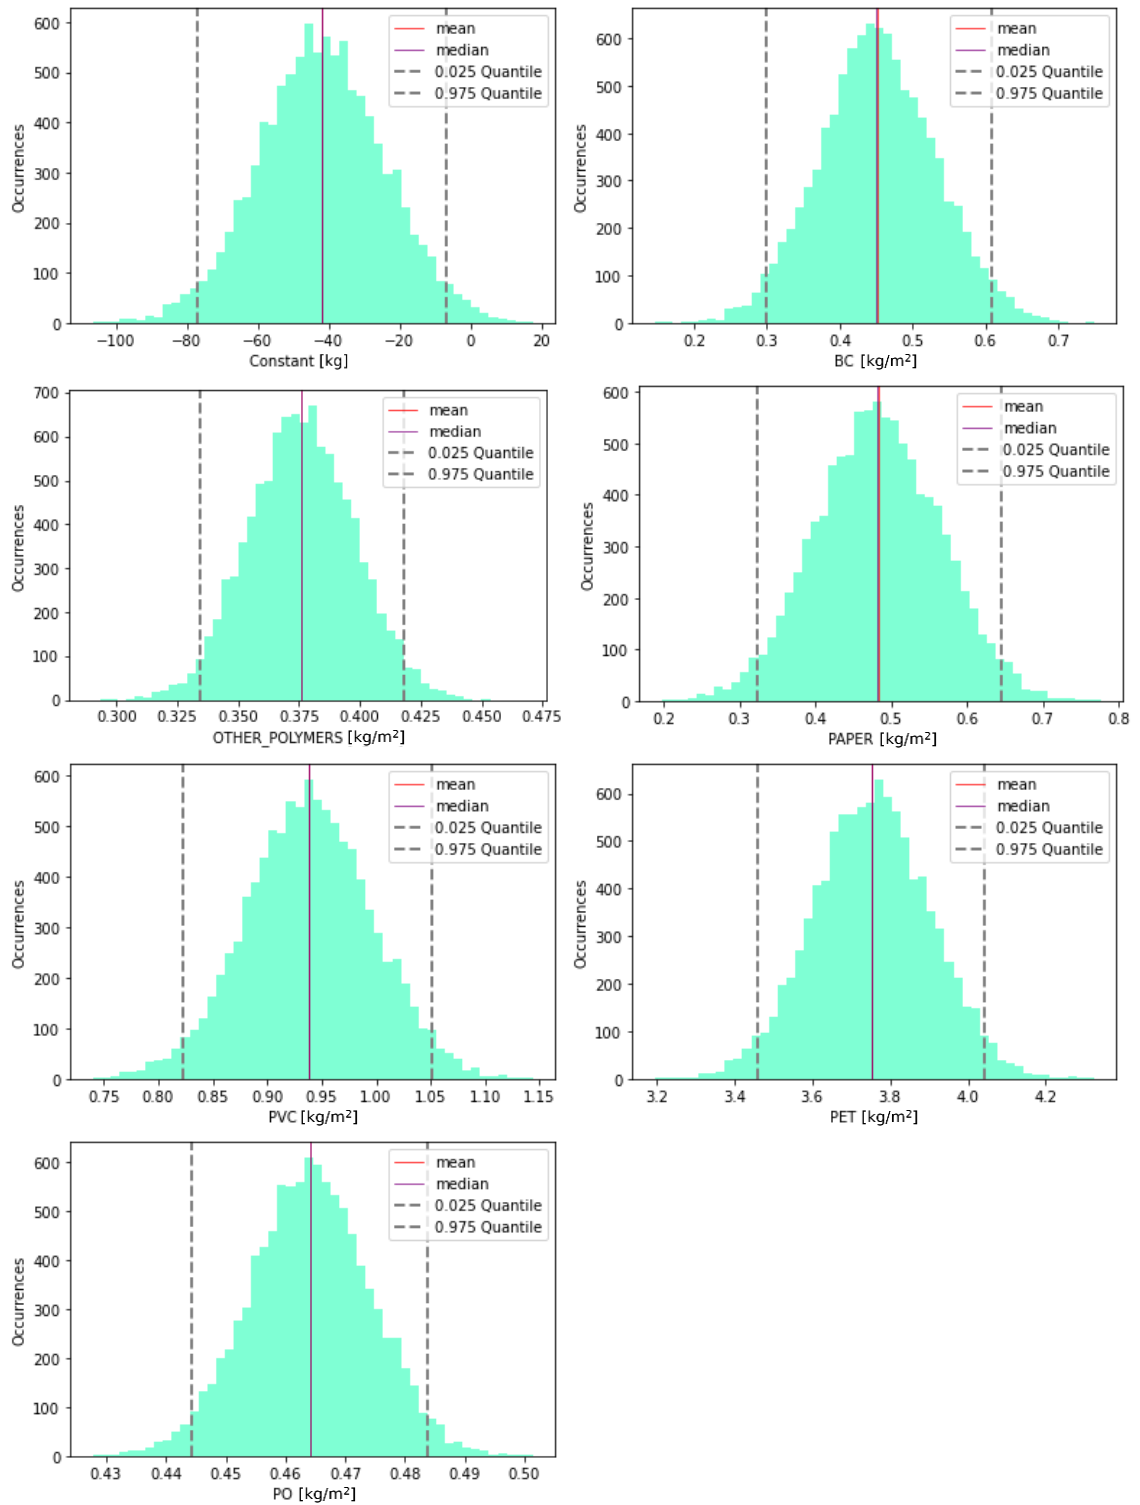 600
500
400
300
200
100
0
Occurrences
mean
median
0.025 Quantile
0.975 Quantile
−100 −80 −60 −40 −20 0 20
Constant [kg]
600
500
400
300
200
100
0
Occurrences
mean
median
0.025 Quantile
0.975 Quantile
0.2 0.3 0.4 0.5 0.6 0.7
BC [kg/m²]
700
600
500
400
300
200
100
0
Occurrences
mean
median
0.025 Quantile
0.975 Quantile
0.300 0.325 0.350 0.375 0.400 0.425 0.450 0.475
OTHER_POLYMERS [kg/m²]
600
500
400
300
200
100
0
Occurrences
mean
median
0.025 Quantile
0.975 Quantile
0.2 0.3 0.4 0.5 0.6 0.7 0.8
PAPER [kg/m²]
600
500
400
300
200
100
0
Occurrences
mean
median
0.025 Quantile
0.975 Quantile
0.75 0.80 0.85 0.90 0.95 1.00 1.05 1.10 1.15
PVC [kg/m²]
600
500
400
300
200
100
0
Occurrences
mean
median
0.025 Quantile
0.975 Quantile
3.2 3.4 3.6 3.8 4.0 4.2
PET [kg/m²]
600
500
400
300
200
100
0
Occurrences
mean
median
0.025 Quantile
0.975 Quantile
0.43 0.44 0.45 0.46 0.47 0.48 0.49 0.50
PO [kg/m²]